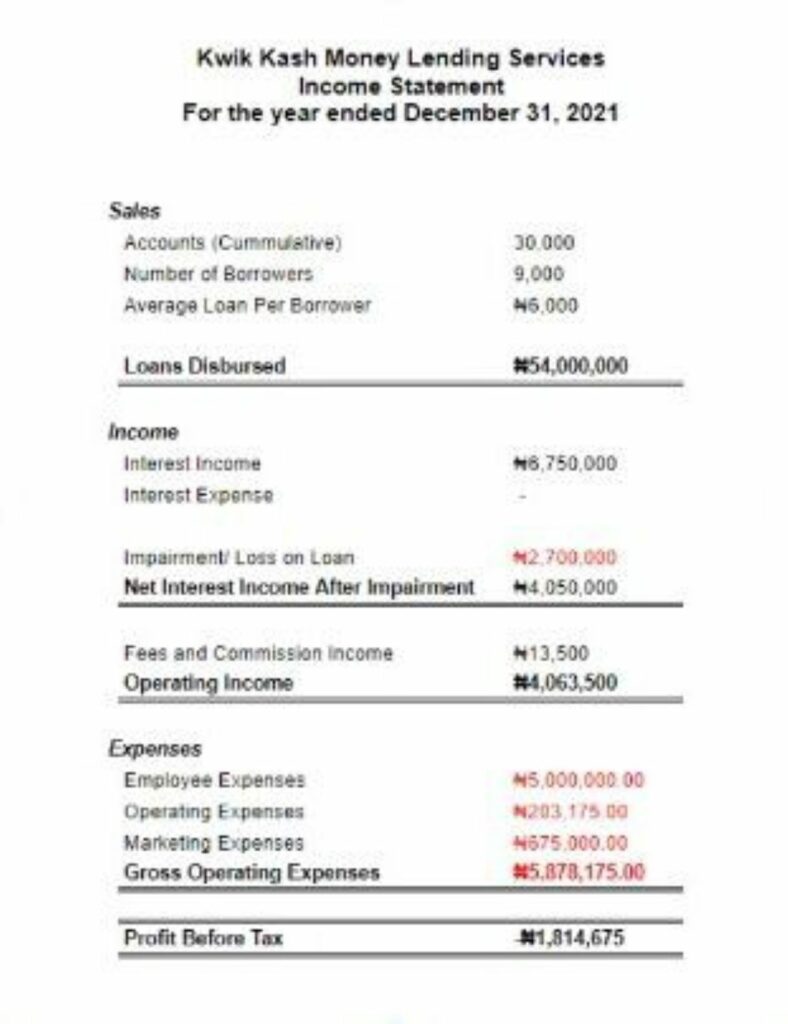 Kwik Kash Money Lending Services
Income Statement
For the year ended December 31, 2021
Sales
Accounts (Cummulative) 30.000
Number of Borrowers 9,000
Average Loan Per Borrower ₦6,000
Loans Disbursed ₦54,000,000
Income
Interest Income ₦6,750,000
Interest Expense -
Impairment/ Loss on Loan ₦2,700,000
Net Interest Income After Impairment ₦4,050,000
Fees and Commission Income ₦13,500
Operating Income ₦4,063,500
Expenses
Employee Expenses ₦5,000,000.00
Operating Expenses ₦203,175.00
Marketing Expenses ₦675,000.00
Gross Operating Expenses ₦5,878,175.00
Profit Before Tax -₦1,814,675